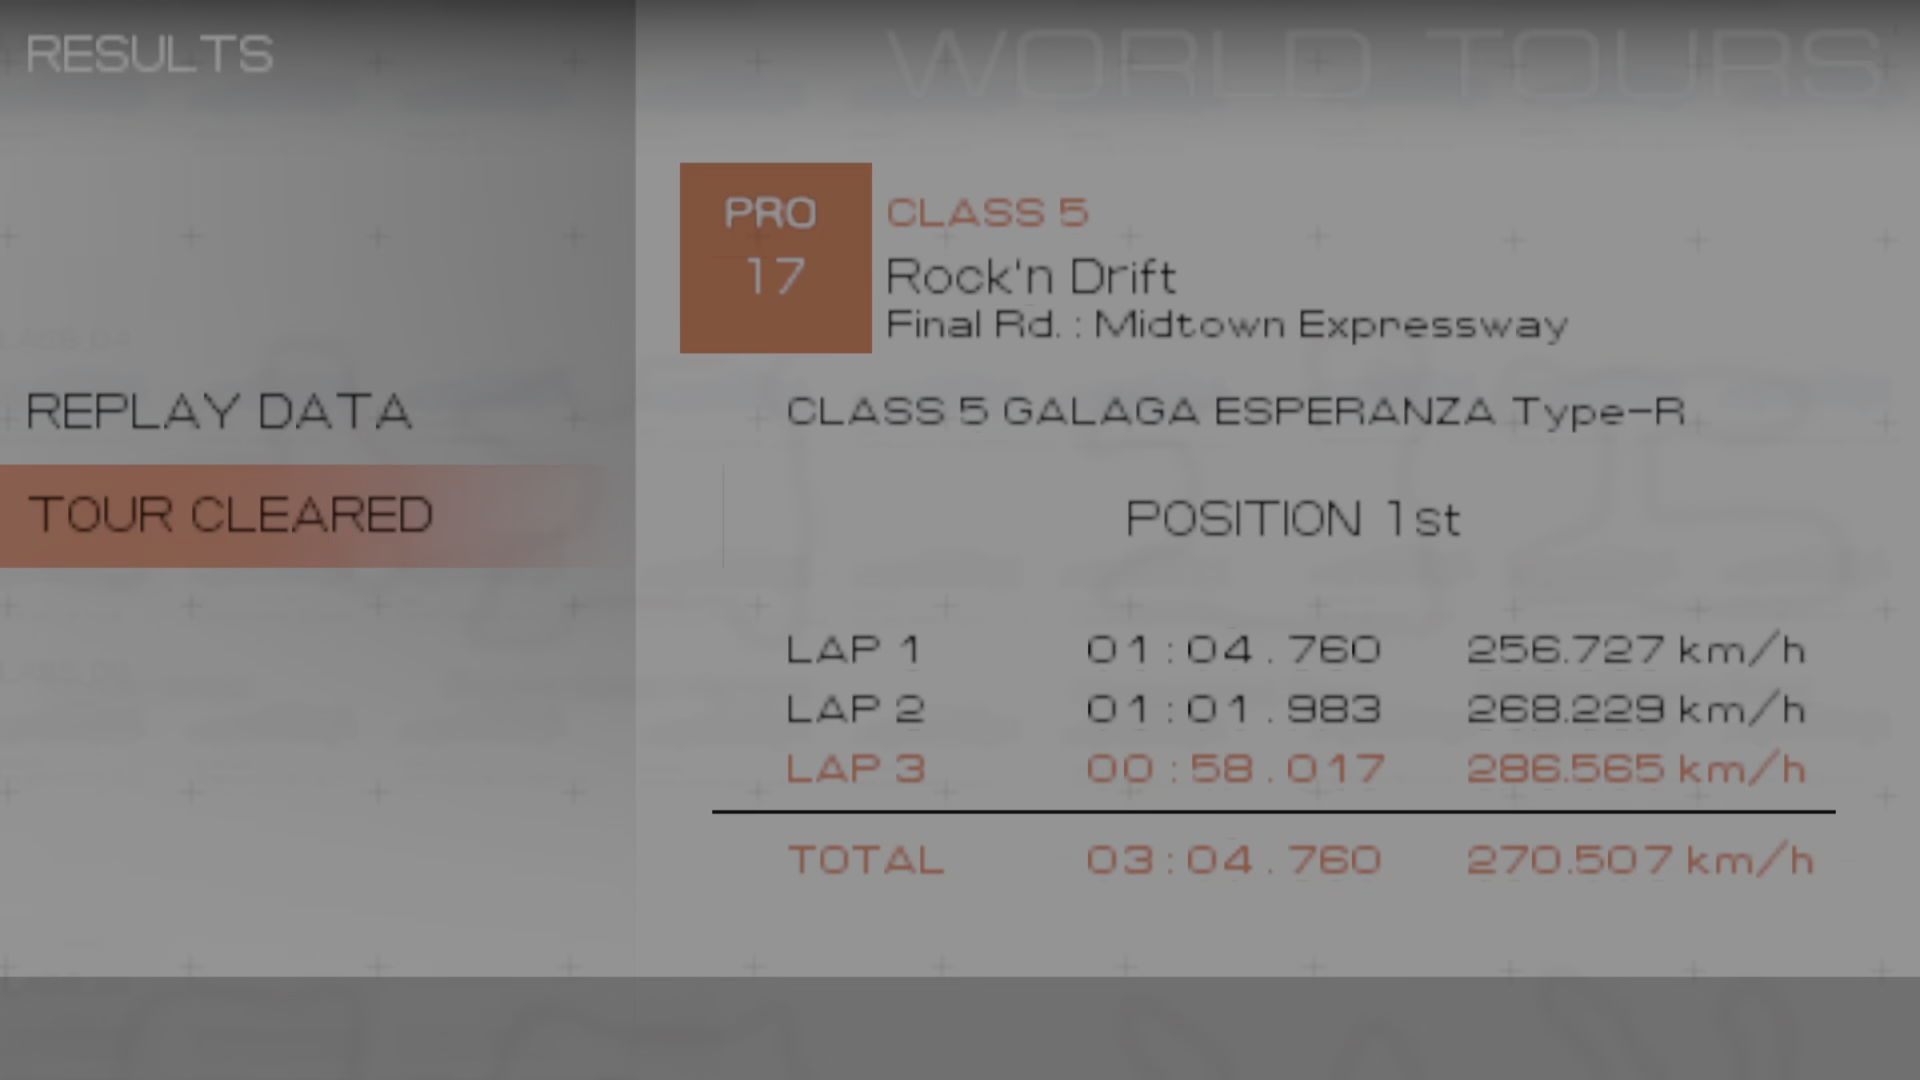 RESULTS
WORLD TOURS
PRO
17
CLASS 5
Rock'n Drift
Final Rd. : Midtown Expressway
REPLAY DATA
TOUR CLEARED
CLASS 5 GALAGA ESPERANZA Type-R
POSITION 1st
LAP 1 01:04.760 256.727 km/h
LAP 2 01:01.983 268.229 km/h
LAP 3 00:58.017 286.565 km/h
TOTAL 03:04.760 270.507 km/h